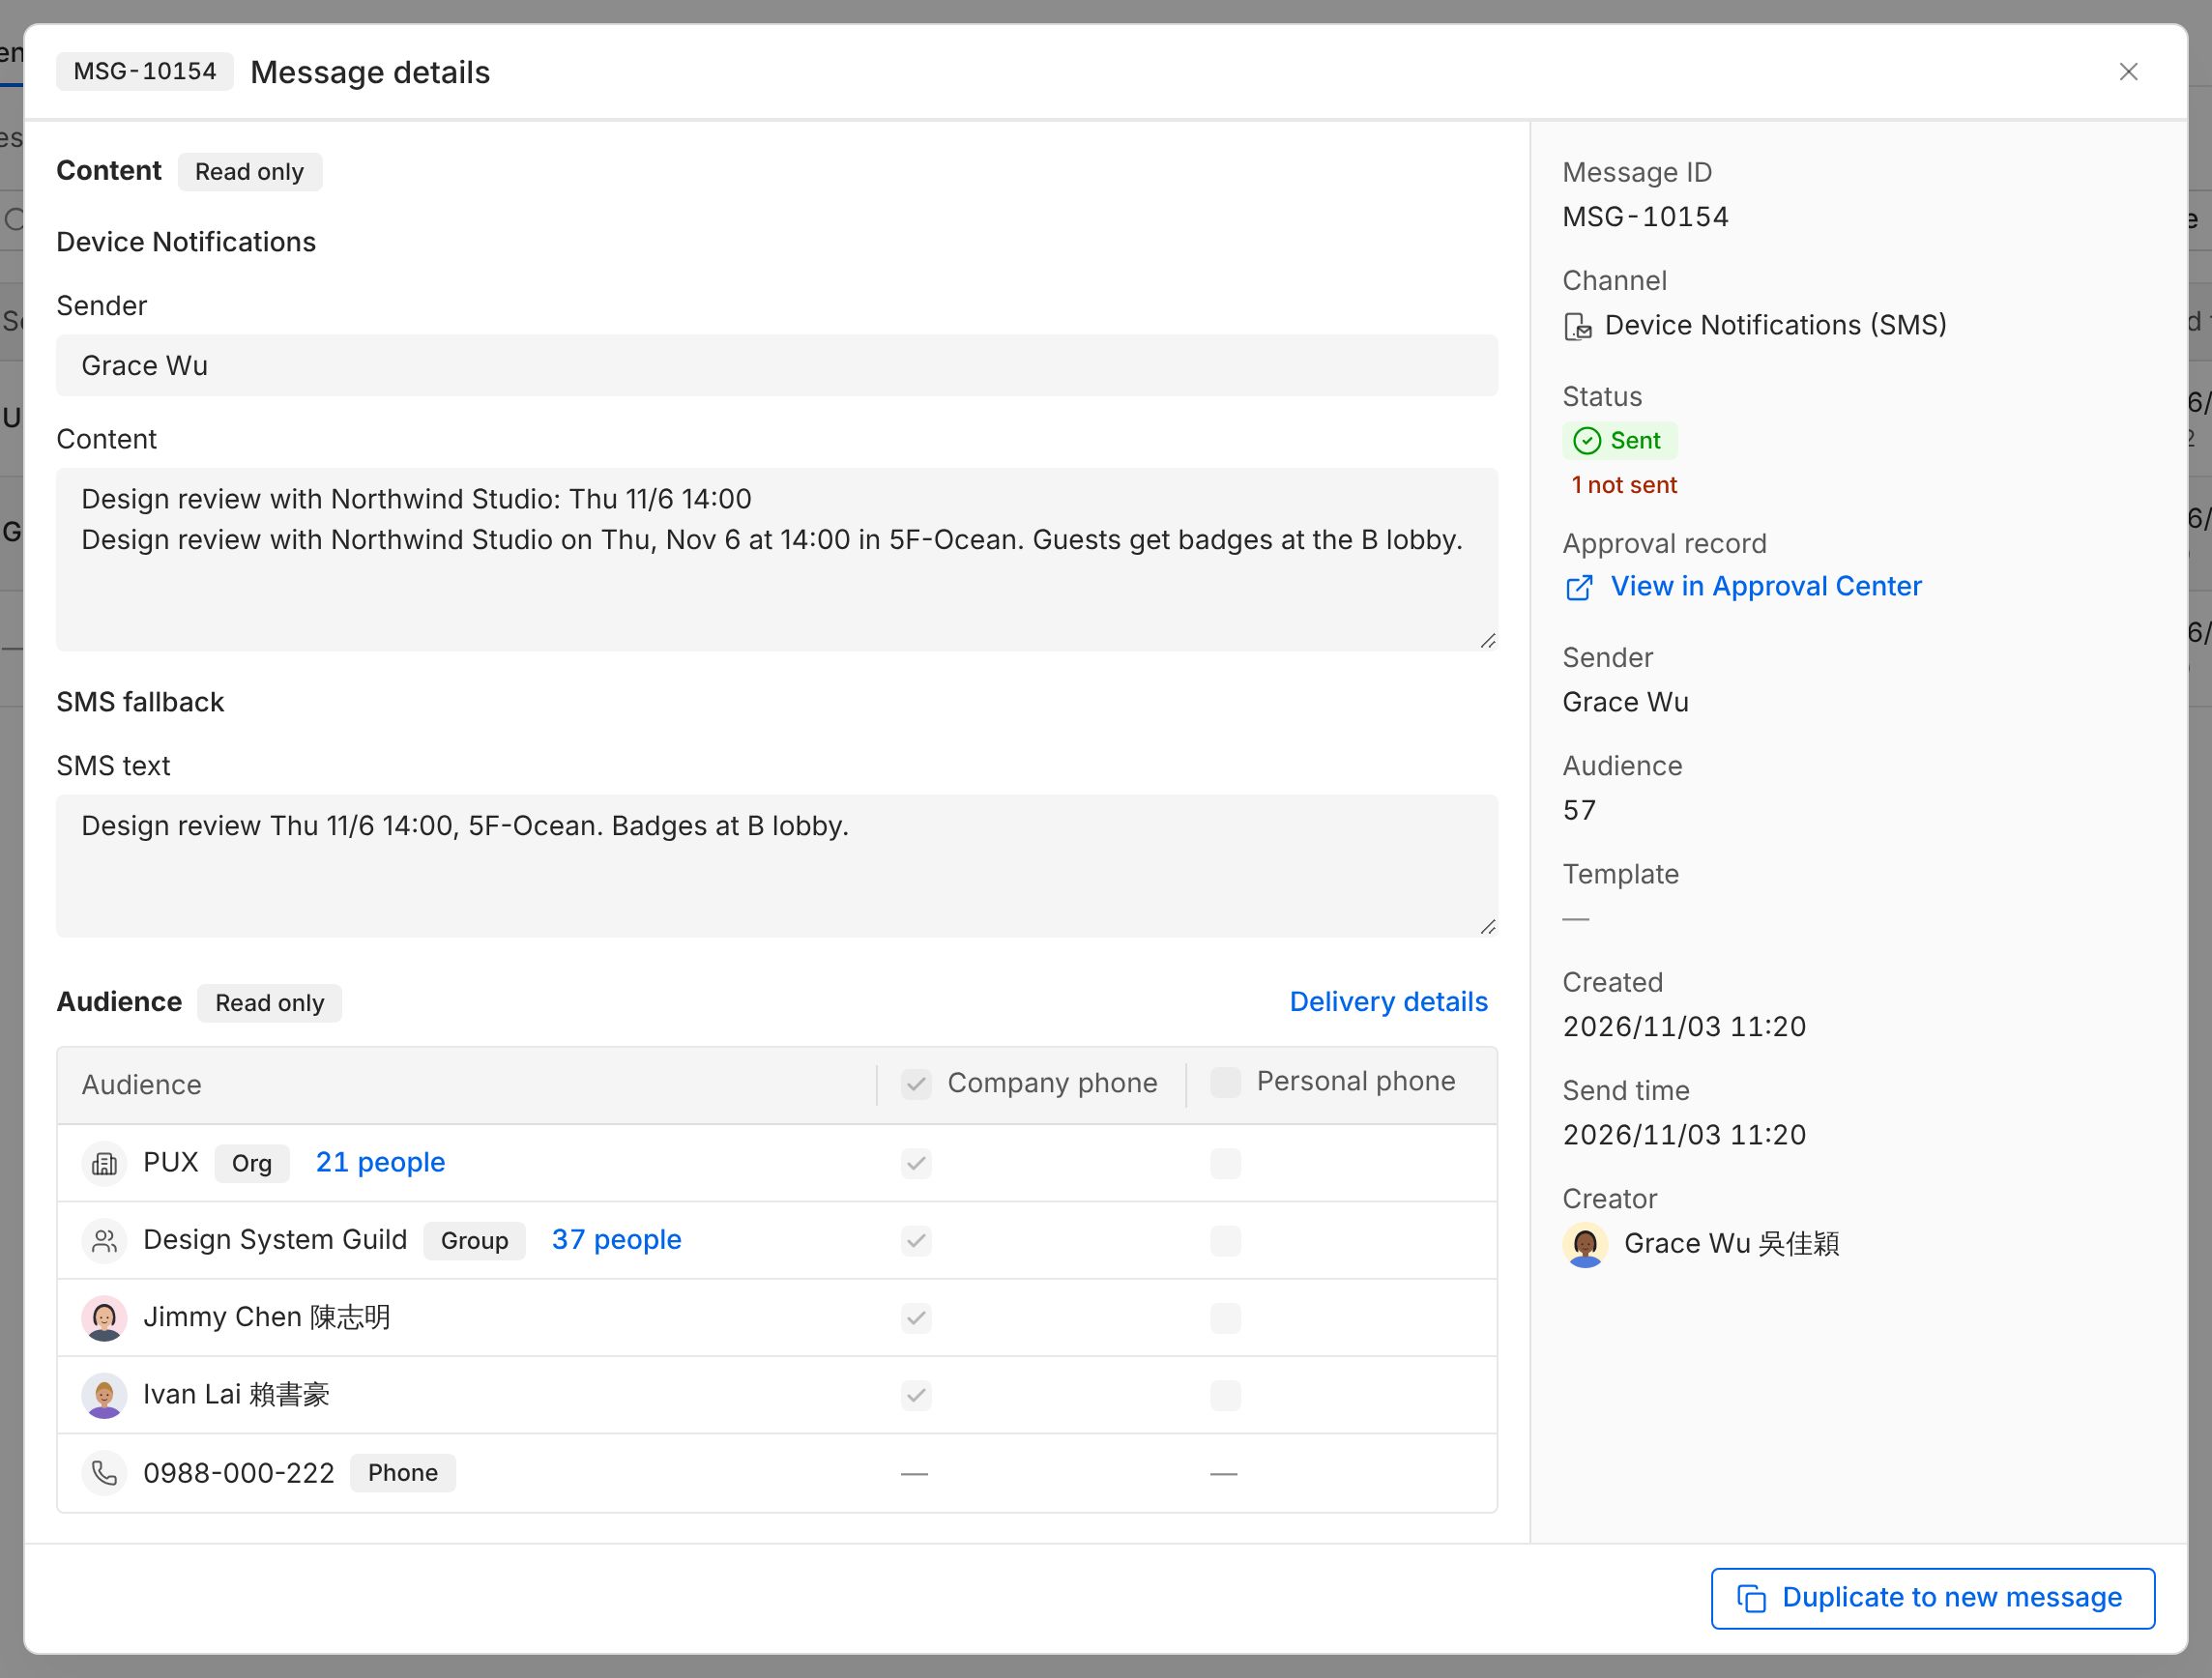 MSG-10154 Message details
Content Read only
Device Notifications
Sender
Grace Wu
Content
Design review with Northwind Studio: Thu 11/6 14:00
Design review with Northwind Studio on Thu, Nov 6 at 14:00 in 5F-Ocean. Guests get badges at the B lobby.
SMS fallback
SMS text
Design review Thu 11/6 14:00, 5F-Ocean. Badges at B lobby.
Audience Read only Delivery details
Audience Company phone Personal phone
PUX Org 21 people
Design System Guild Group 37 people
Jimmy Chen 陳志明
Ivan Lai 賴書豪
0988-000-222 Phone — —
Message ID
MSG-10154
Channel
Device Notifications (SMS)
Status
Sent
1 not sent
Approval record
View in Approval Center
Sender
Grace Wu
Audience
57
Template
—
Created
2026/11/03 11:20
Send time
2026/11/03 11:20
Creator
Grace Wu 吳佳穎
Duplicate to new message